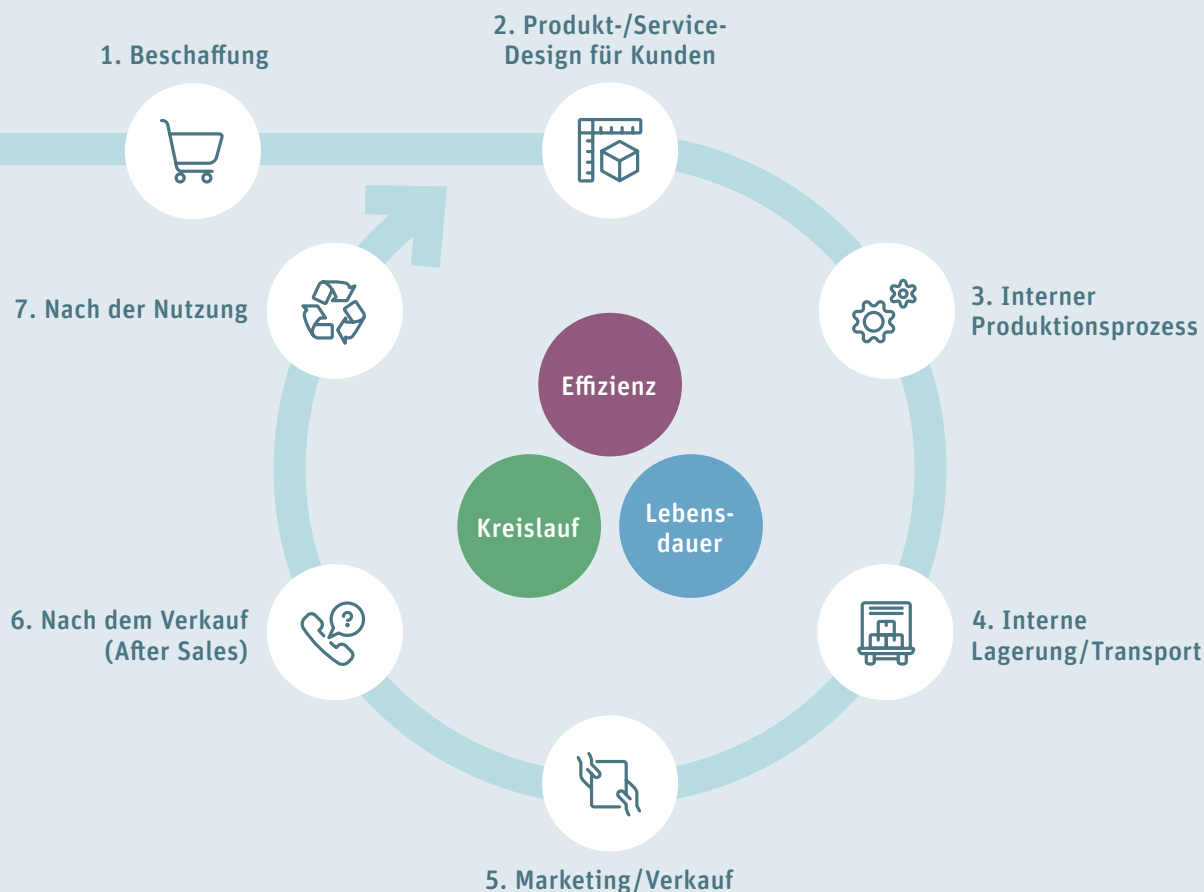 1. Beschaffung
2. Produkt-/Service-
Design für Kunden
3. Interner
Produktionsprozess
4. Interne
Lagerung/Transport
5. Marketing/Verkauf
6. Nach dem Verkauf
(After Sales)
7. Nach der Nutzung
Effizienz
Kreislauf
Lebens-
dauer
?